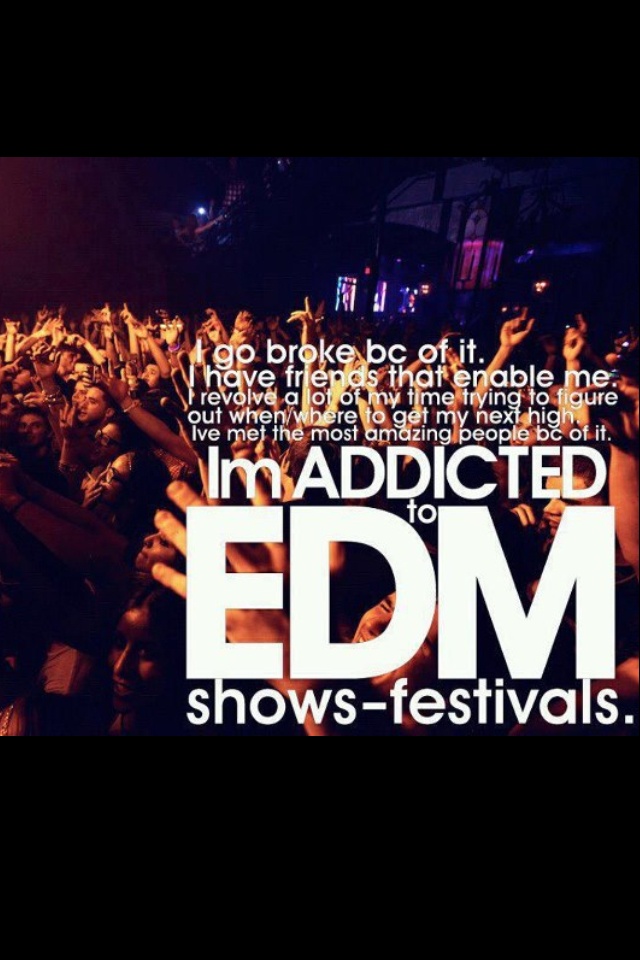 I go broke bc of it.
I have friends that enable me.
I revolve a lot of my time trying to figure
out when/where to get my next high.
Ive met the most amazing people bc of it.
Im ADDICTED
to
EDM
shows-festivals.